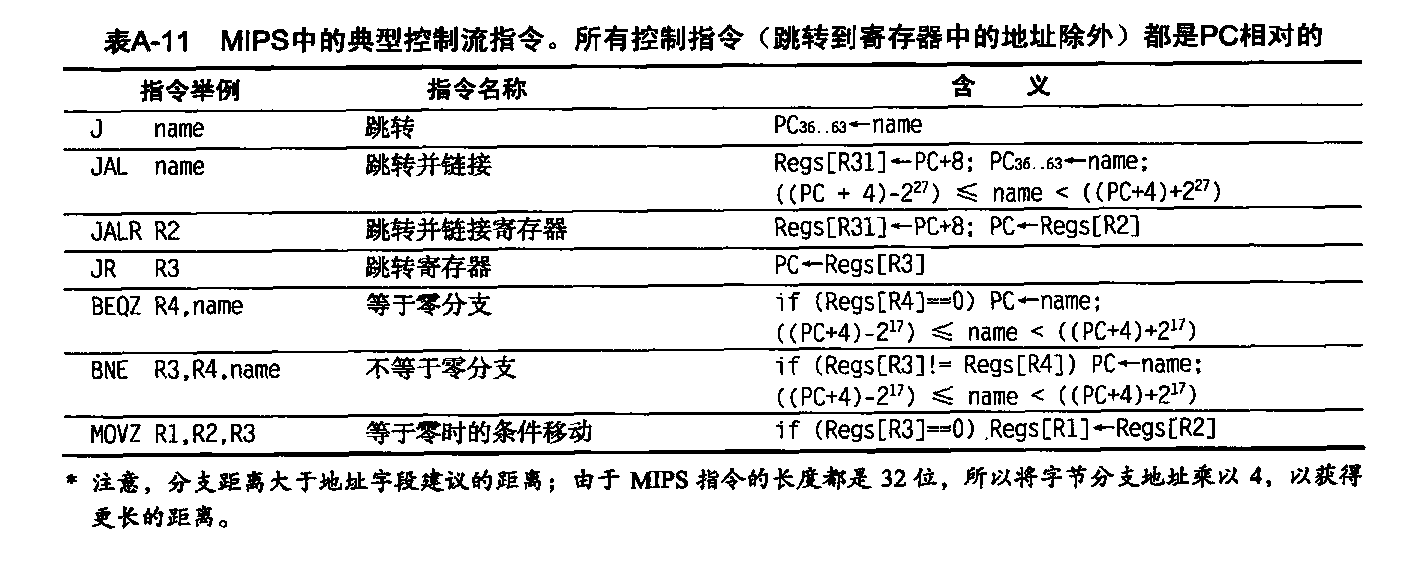 表A-11 MIPS中的典型控制流指令。所有控制指令（跳转到寄存器中的地址除外）都是PC相对的
指令举例 指令名称 含 义
J name 跳转 PC36..63←name
JAL name 跳转并链接 Regs[R31]←PC+8; PC36..63←name;
((PC + 4)-2^27) ≤ name < ((PC+4)+2^27)
JALR R2 跳转并链接寄存器 Regs[R31]←PC+8; PC←Regs[R2]
JR R3 跳转寄存器 PC←Regs[R3]
BEQZ R4,name 等于零分支 if (Regs[R4]==0) PC←name;
((PC+4)-2^17) ≤ name < ((PC+4)+2^17)
BNE R3,R4,name 不等于零分支 if (Regs[R3]!= Regs[R4]) PC←name;
((PC+4)-2^17) ≤ name < ((PC+4)+2^17)
MOVZ R1,R2,R3 等于零时的条件移动 if (Regs[R3]==0) Regs[R1]←Regs[R2]
* 注意，分支距离大于地址字段建议的距离；由于 MIPS 指令的长度都是 32 位，所以将字节分支地址乘以 4，以获得
更长的距离。